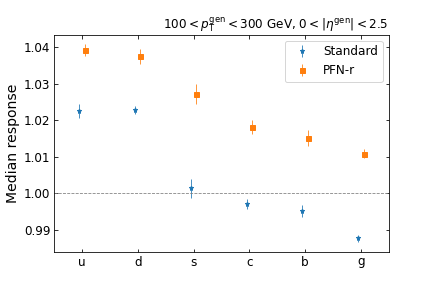 100 < p_T^gen < 300 GeV, 0 < |η^gen| < 2.5
1.04
1.03
1.02
1.01
1.00
0.99
Median response
Standard
PFN-r
u d s c b g